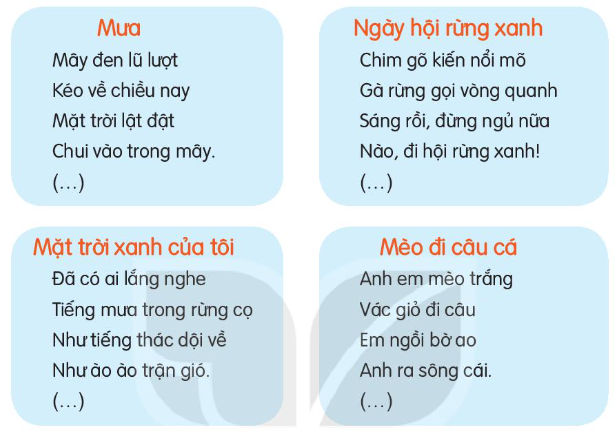 Mưa
Mây đen lũ lượt
Kéo về chiều nay
Mặt trời lật đật
Chui vào trong mây.
(...)
Ngày hội rừng xanh
Chim gõ kiến nổi mõ
Gà rừng gọi vòng quanh
Sáng rồi, đừng ngủ nữa
Nào, đi hội rừng xanh!
(...)
Mặt trời xanh của tôi
Đã có ai lắng nghe
Tiếng mưa trong rừng cọ
Như tiếng thác dội về
Như ào ào trận gió.
(...)
Mèo đi câu cá
Anh em mèo trắng
Vác giỏ đi câu
Em ngồi bờ ao
Anh ra sông cái.
(...)